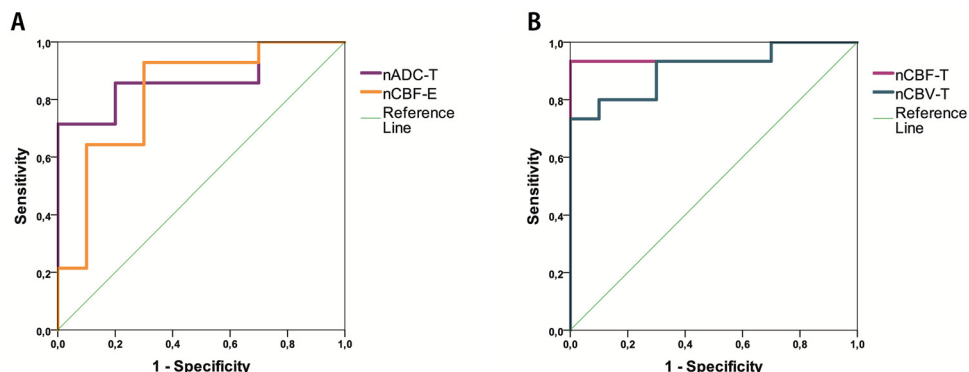 A
1,0
0,8
0,6
0,4
0,2
0,0
Sensitivity
0,0 0,2 0,4 0,6 0,8 1,0
1 - Specificity
nADC-T
nCBF-E
Reference
Line
B
1,0
0,8
0,6
0,4
0,2
0,0
Sensitivity
0,0 0,2 0,4 0,6 0,8 1,0
1 - Specificity
nCBF-T
nCBV-T
Reference
Line